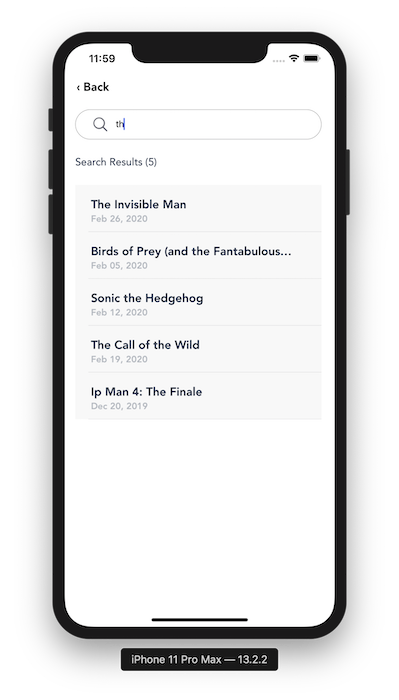 11:59
‹ Back
th
Search Results (5)
The Invisible Man
Feb 26, 2020
Birds of Prey (and the Fantabulous...
Feb 05, 2020
Sonic the Hedgehog
Feb 12, 2020
The Call of the Wild
Feb 19, 2020
Ip Man 4: The Finale
Dec 20, 2019
iPhone 11 Pro Max — 13.2.2